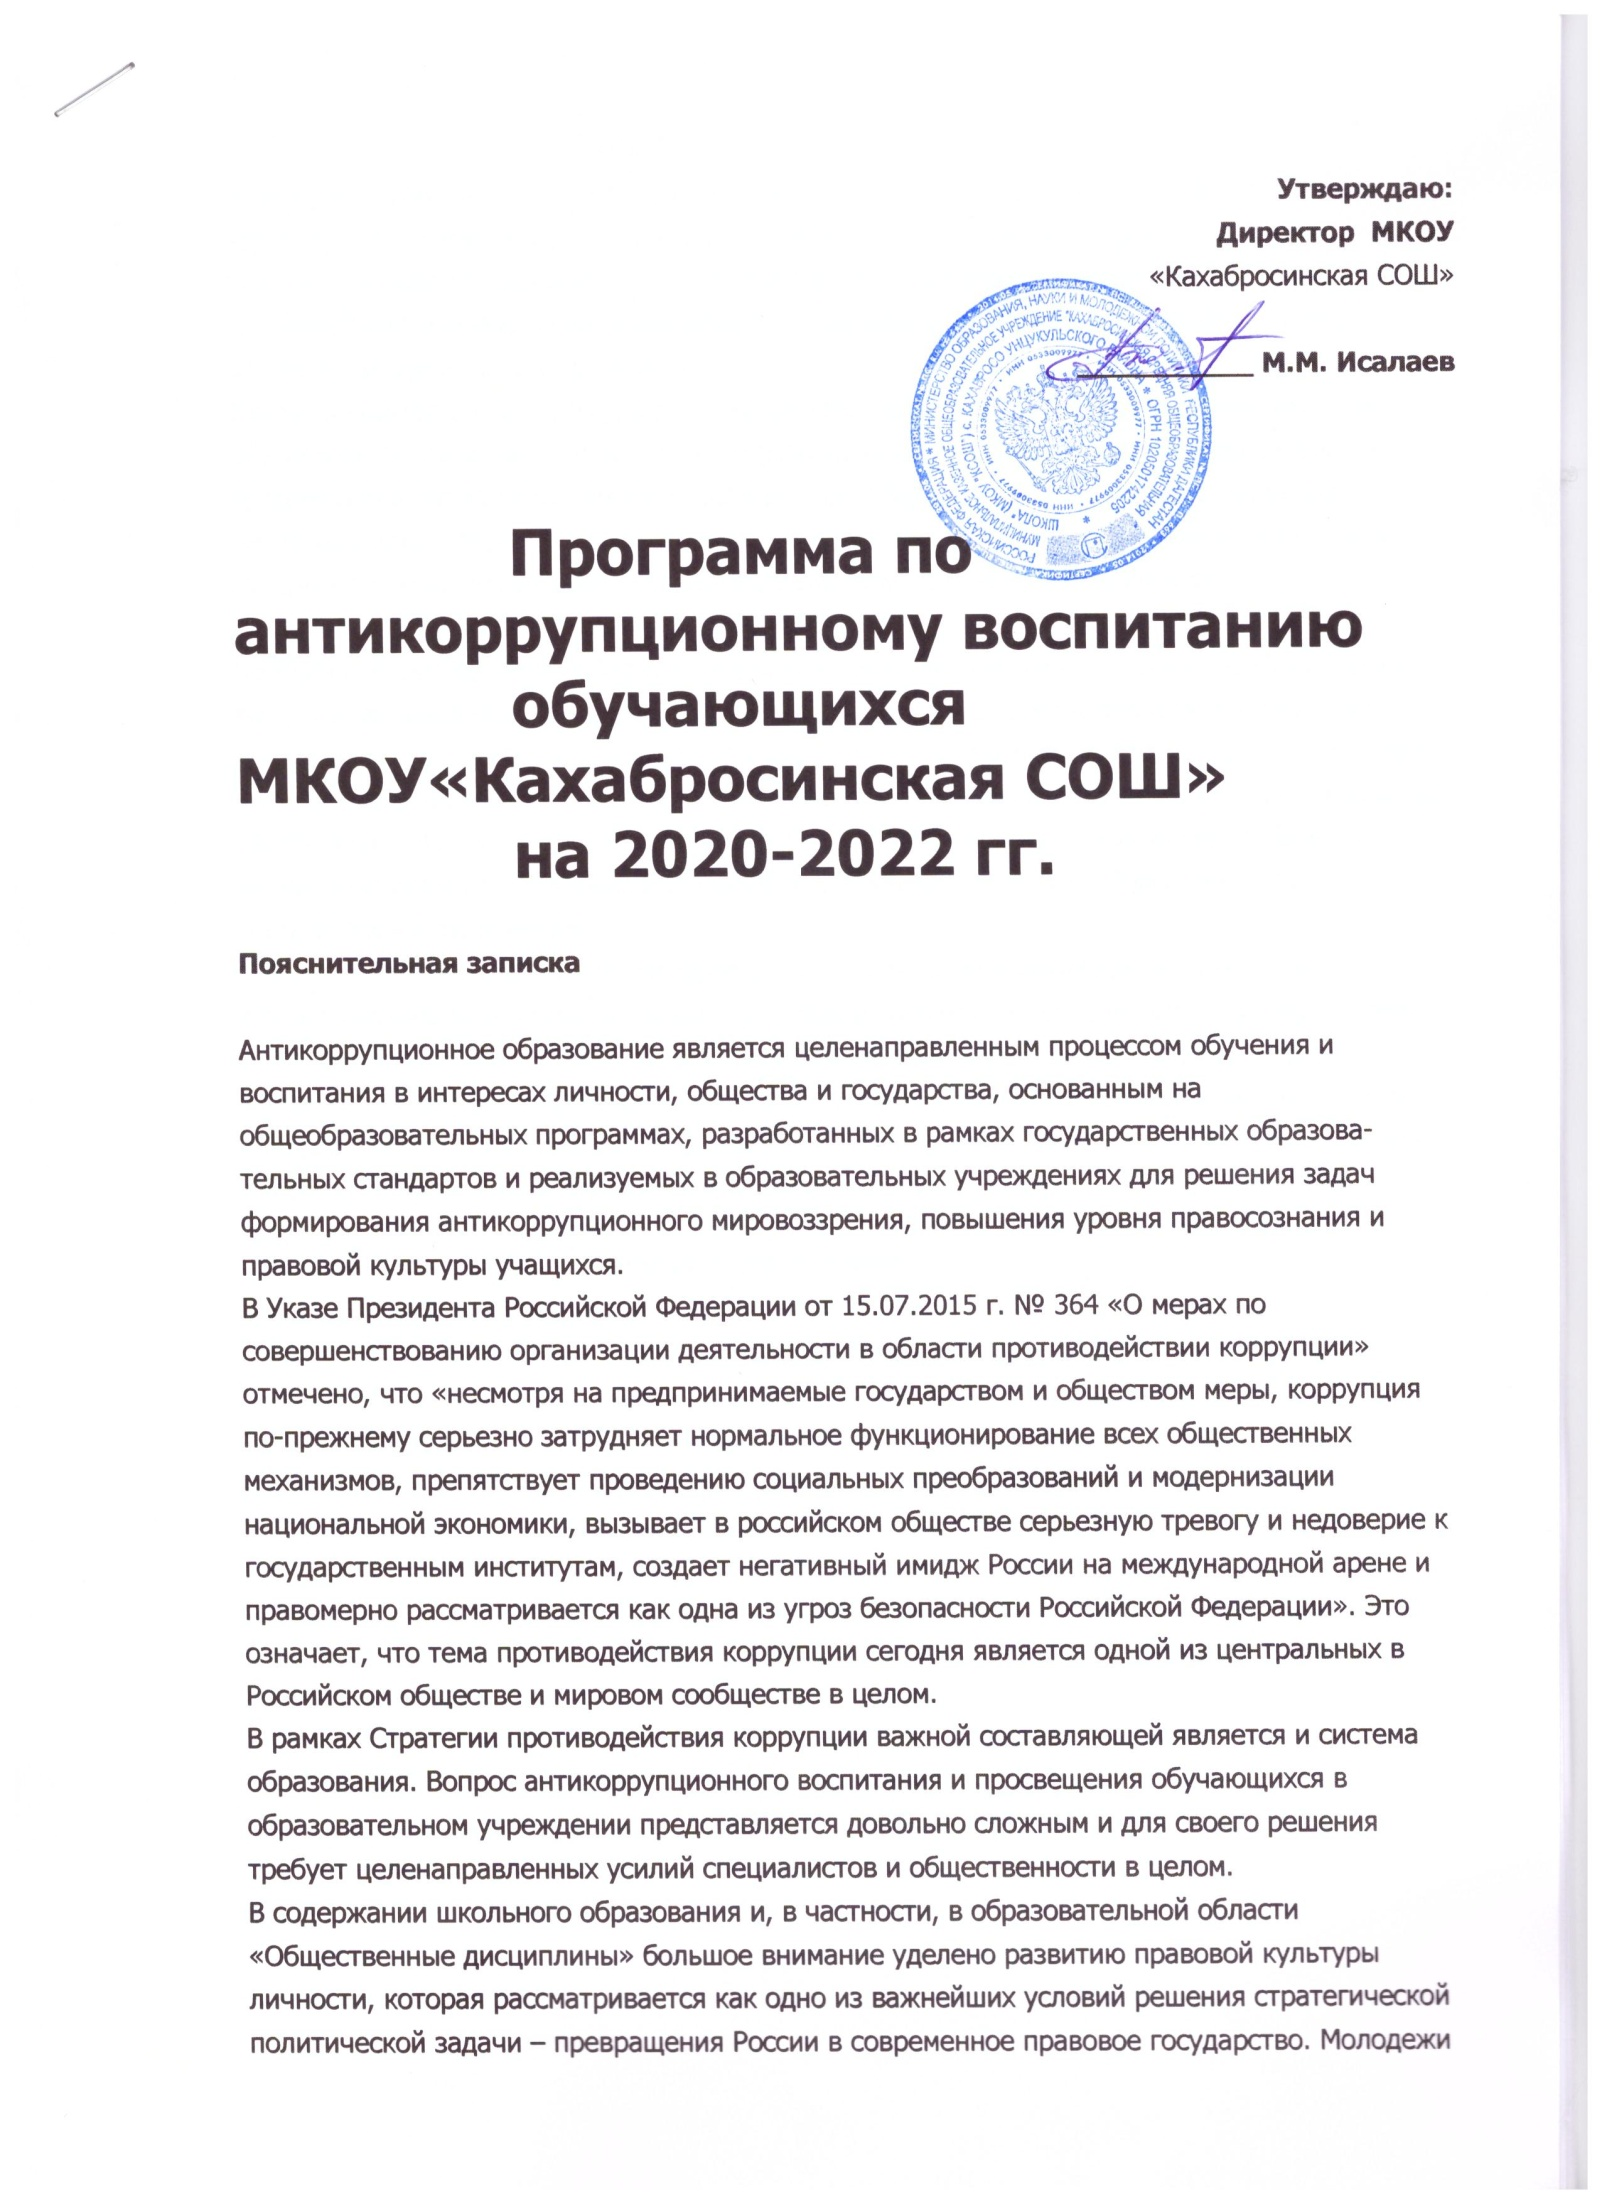 Утверждаю:
Директор МКОУ
«Кахабросинская СОШ»
М.М. Исалаев
Программа по
антикоррупционному воспитанию
обучающихся
МКОУ«Кахабросинская СОШ»
на 2020-2022 гг.
Пояснительная записка
Антикоррупционное образование является целенаправленным процессом обучения и
воспитания в интересах личности, общества и государства, основанным на
общеобразовательных программах, разработанных в рамках государственных образова-
тельных стандартов и реализуемых в образовательных учреждениях для решения задач
формирования антикоррупционного мировоззрения, повышения уровня правосознания и
правовой культуры учащихся.
В Указе Президента Российской Федерации от 15.07.2015 г. № 364 «О мерах по
совершенствованию организации деятельности в области противодействии коррупции»
отмечено, что «несмотря на предпринимаемые государством и обществом меры, коррупция
по-прежнему серьезно затрудняет нормальное функционирование всех общественных
механизмов, препятствует проведению социальных преобразований и модернизации
национальной экономики, вызывает в российском обществе серьезную тревогу и недоверие к
государственным институтам, создает негативный имидж России на международной арене и
правомерно рассматривается как одна из угроз безопасности Российской Федерации». Это
означает, что тема противодействия коррупции сегодня является одной из центральных в
Российском обществе и мировом сообществе в целом.
В рамках Стратегии противодействия коррупции важной составляющей является и система
образования. Вопрос антикоррупционного воспитания и просвещения обучающихся в
образовательном учреждении представляется довольно сложным и для своего решения
требует целенаправленных усилий специалистов и общественности в целом.
В содержании школьного образования и, в частности, в образовательной области
«Общественные дисциплины» большое внимание уделено развитию правовой культуры
личности, которая рассматривается как одно из важнейших условий решения стратегической
политической задачи – превращения России в современное правовое государство. Молодежи